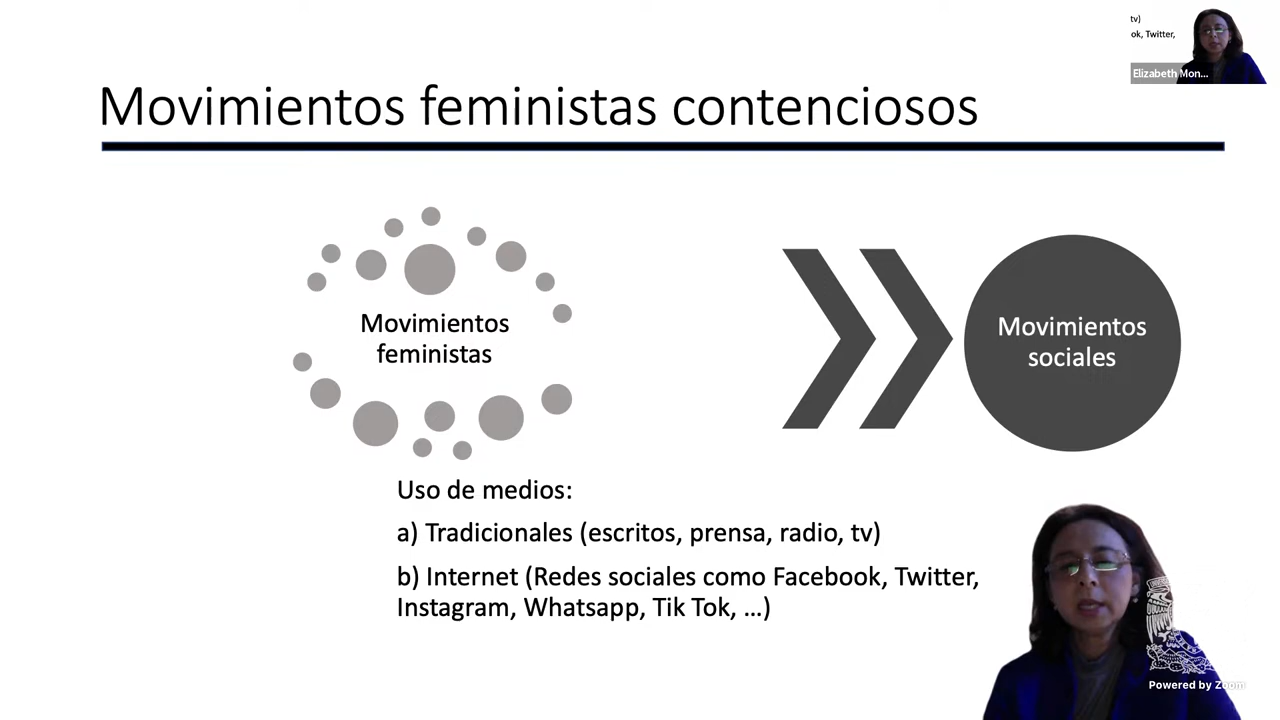 tv)
ok, Twitter,
Elizabeth Mon...
Movimientos feministas contenciosos
Movimientos
feministas
Movimientos
sociales
Uso de medios:
a) Tradicionales (escritos, prensa, radio, tv)
b) Internet (Redes sociales como Facebook, Twitter,
Instagram, Whatsapp, Tik Tok, ...)
Powered by Zoom